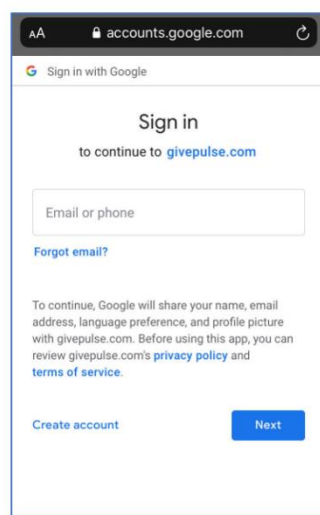 AA accounts.google.com
G Sign in with Google
Sign in
to continue to givepulse.com
Email or phone
Forgot email?
To continue, Google will share your name, email
address, language preference, and profile picture
with givepulse.com. Before using this app, you can
review givepulse.com's privacy policy and
terms of service.
Create account Next